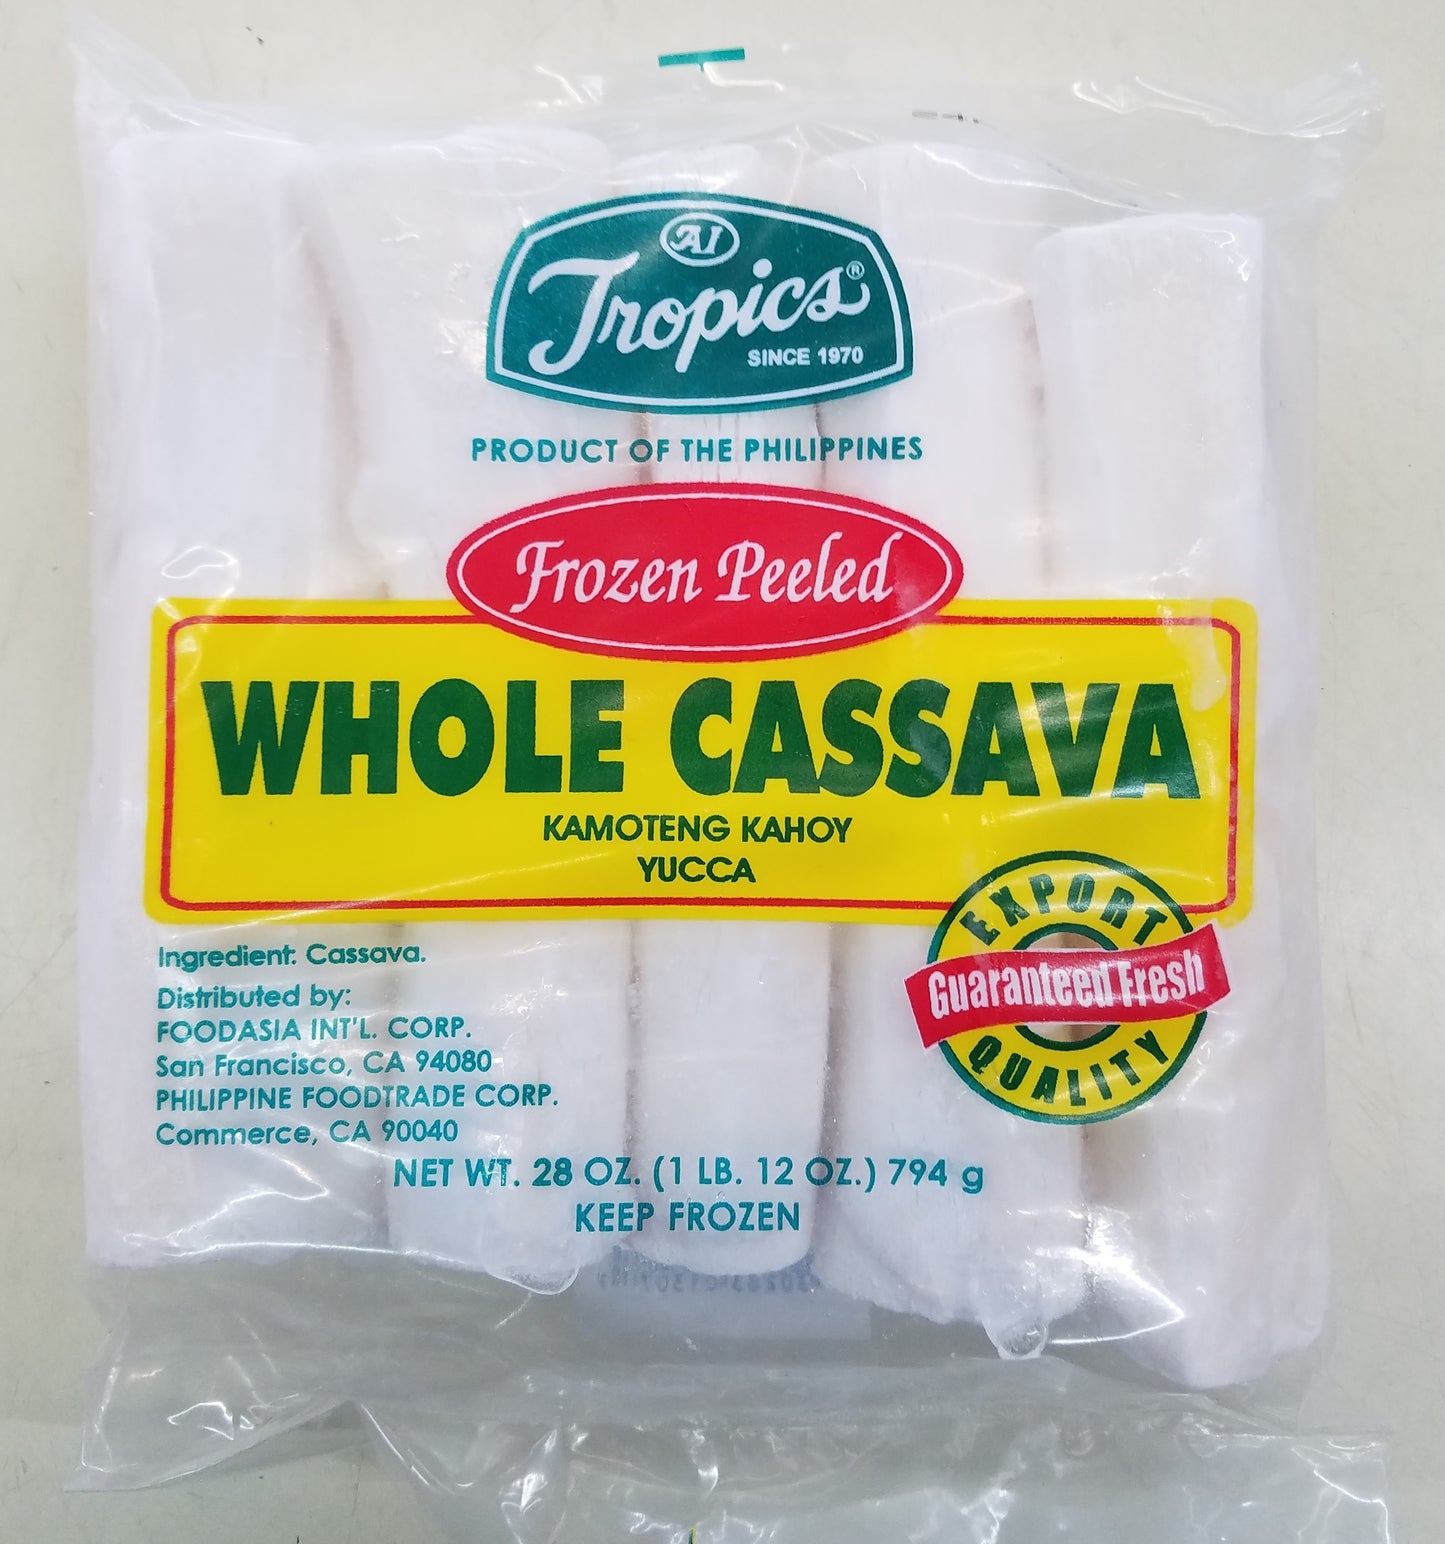 AI
Tropics®
SINCE 1970
PRODUCT OF THE PHILIPPINES
Frozen Peeled
WHOLE CASSAVA
KAMOTENG KAHOY
YUCCA
EXPORT
Guaranteed Fresh
QUALITY
Ingredient: Cassava.
Distributed by:
FOODASIA INT'L. CORP.
San Francisco, CA 94080
PHILIPPINE FOODTRADE CORP.
Commerce, CA 90040
NET WT. 28 OZ. (1 LB. 12 OZ.) 794 g
KEEP FROZEN